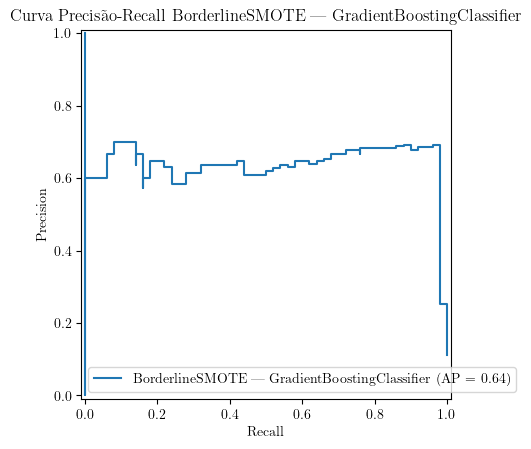 Curva Precisão-Recall BorderlineSMOTE — GradientBoostingClassifier
1.0
0.8
0.6
0.4
0.2
0.0
Precision
BorderlineSMOTE — GradientBoostingClassifier (AP = 0.64)
0.0 0.2 0.4 0.6 0.8 1.0
Recall